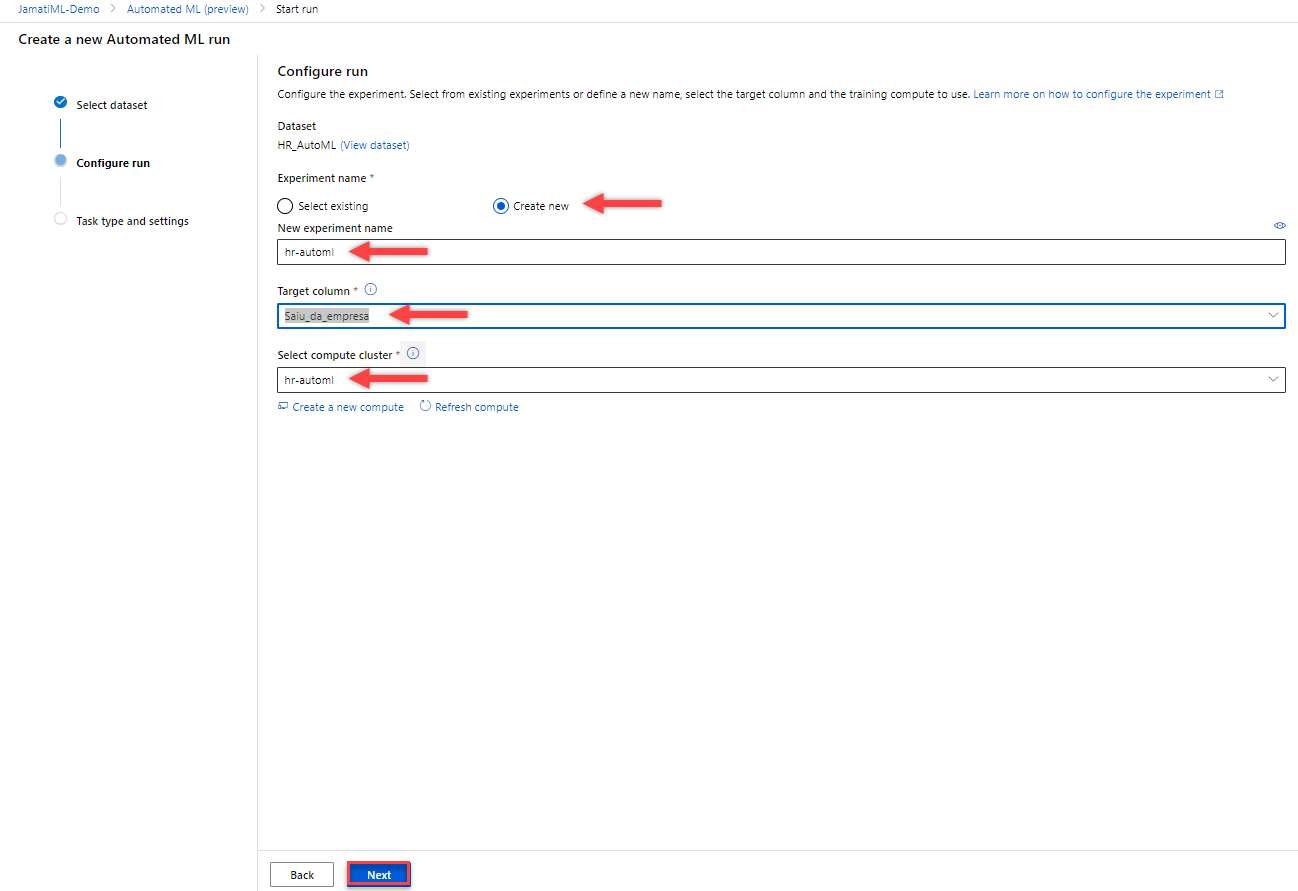 JamatiML-Demo > Automated ML (preview) > Start run
Create a new Automated ML run
Select dataset
Configure run
Task type and settings
Configure run
Configure the experiment. Select from existing experiments or define a new name, select the target column and the training compute to use. Learn more on how to configure the experiment
Dataset
HR_AutoML (View dataset)
Experiment name *
Select existing Create new
New experiment name
hr-automl
Target column *
Saiu_da_empresa
Select compute cluster *
hr-automl
Create a new compute Refresh compute
Back Next